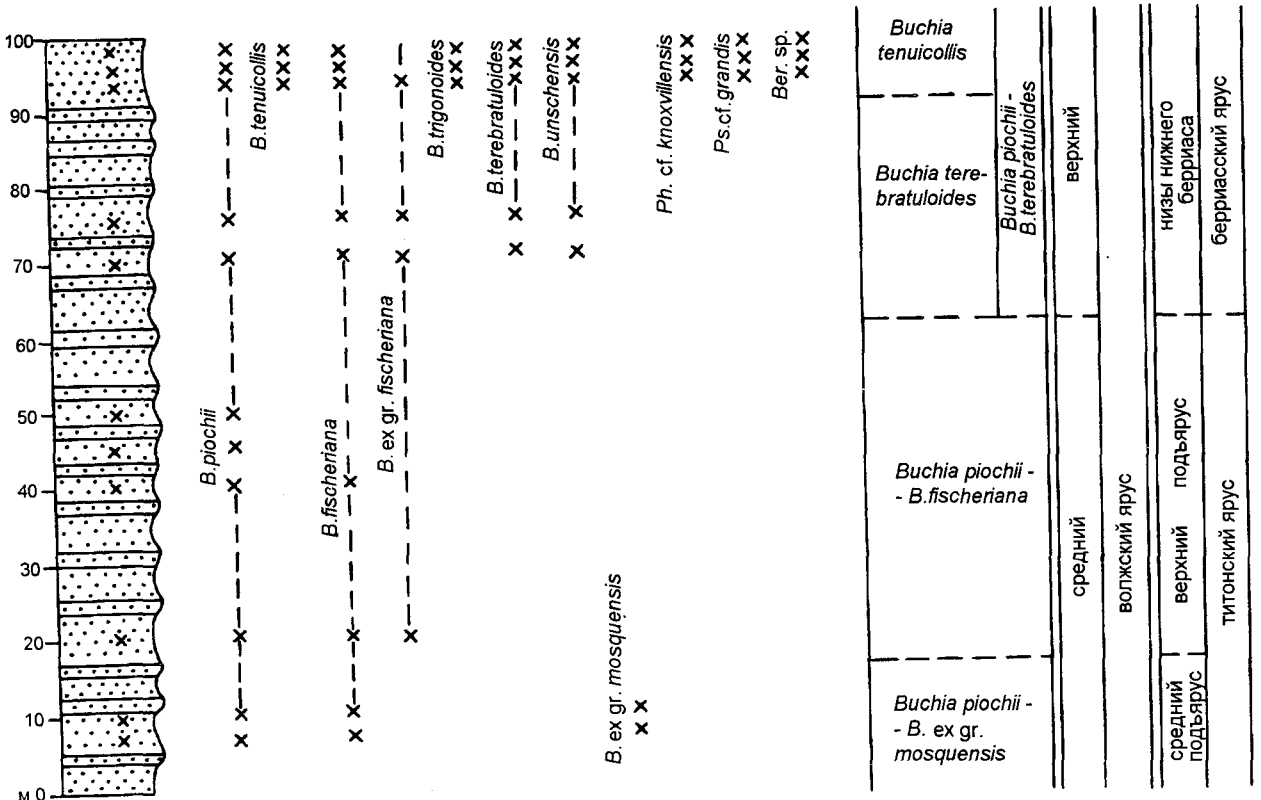 100
90
80
70
60
50
40
30
20
10
м 0
B.piochii
B.tenuicollis
B.fischeriana
B. ex gr. fischeriana
B.trigonoides
B.terebratuloides
B.unschensis
B. ex gr. mosquensis
Ph. cf. knoxvillensis
Ps.cf.grandis
Ber. sp.
Buchia
tenuicollis
Buchia tere-
bratuloides
Buchia piochii -
B.terebratuloides
Buchia piochii -
- B.fischeriana
Buchia piochii -
- B. ex gr.
mosquensis
верхний
средний
волжский ярус
низы нижнего
берриаса
верхний подъярус
средний
подъярус
берриасский ярус
титонский ярус